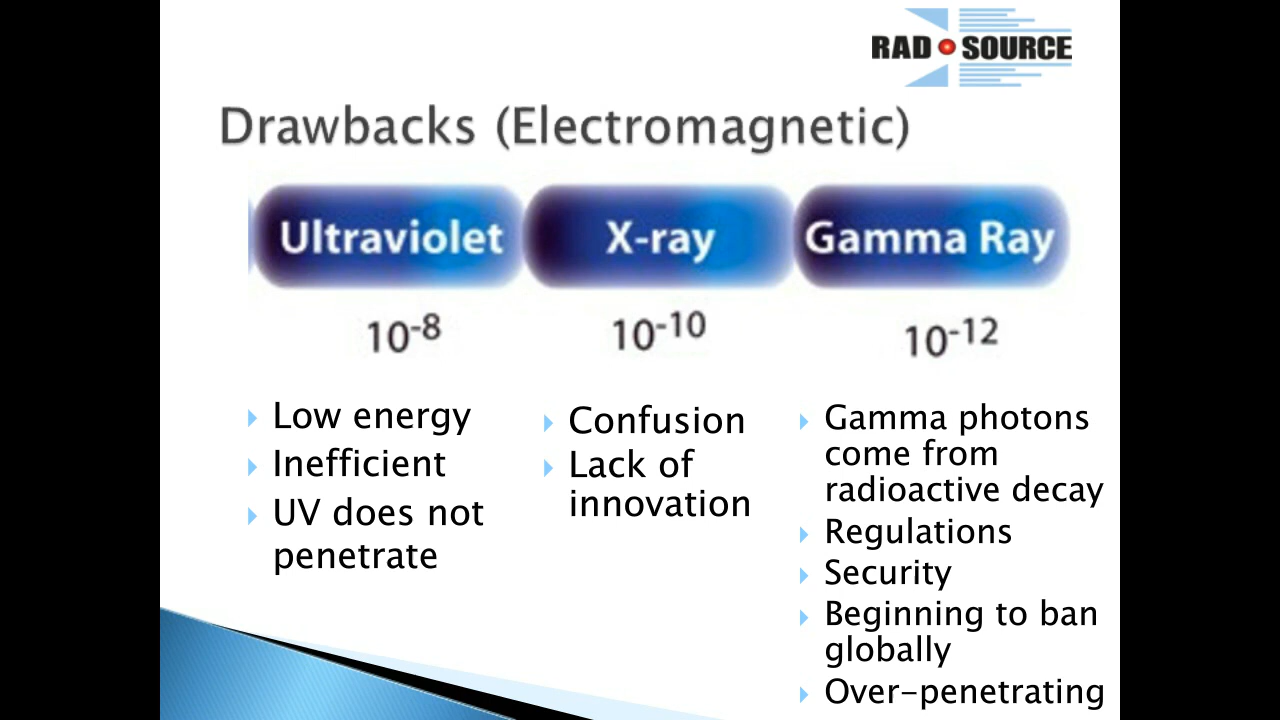 RAD SOURCE
Drawbacks (Electromagnetic)
Ultraviolet
X-ray
Gamma Ray
10⁻⁸
10⁻¹⁰
10⁻¹²
Low energy
Inefficient
UV does not
penetrate
Confusion
Lack of
innovation
Gamma photons
come from
radioactive decay
Regulations
Security
Beginning to ban
globally
Over-penetrating